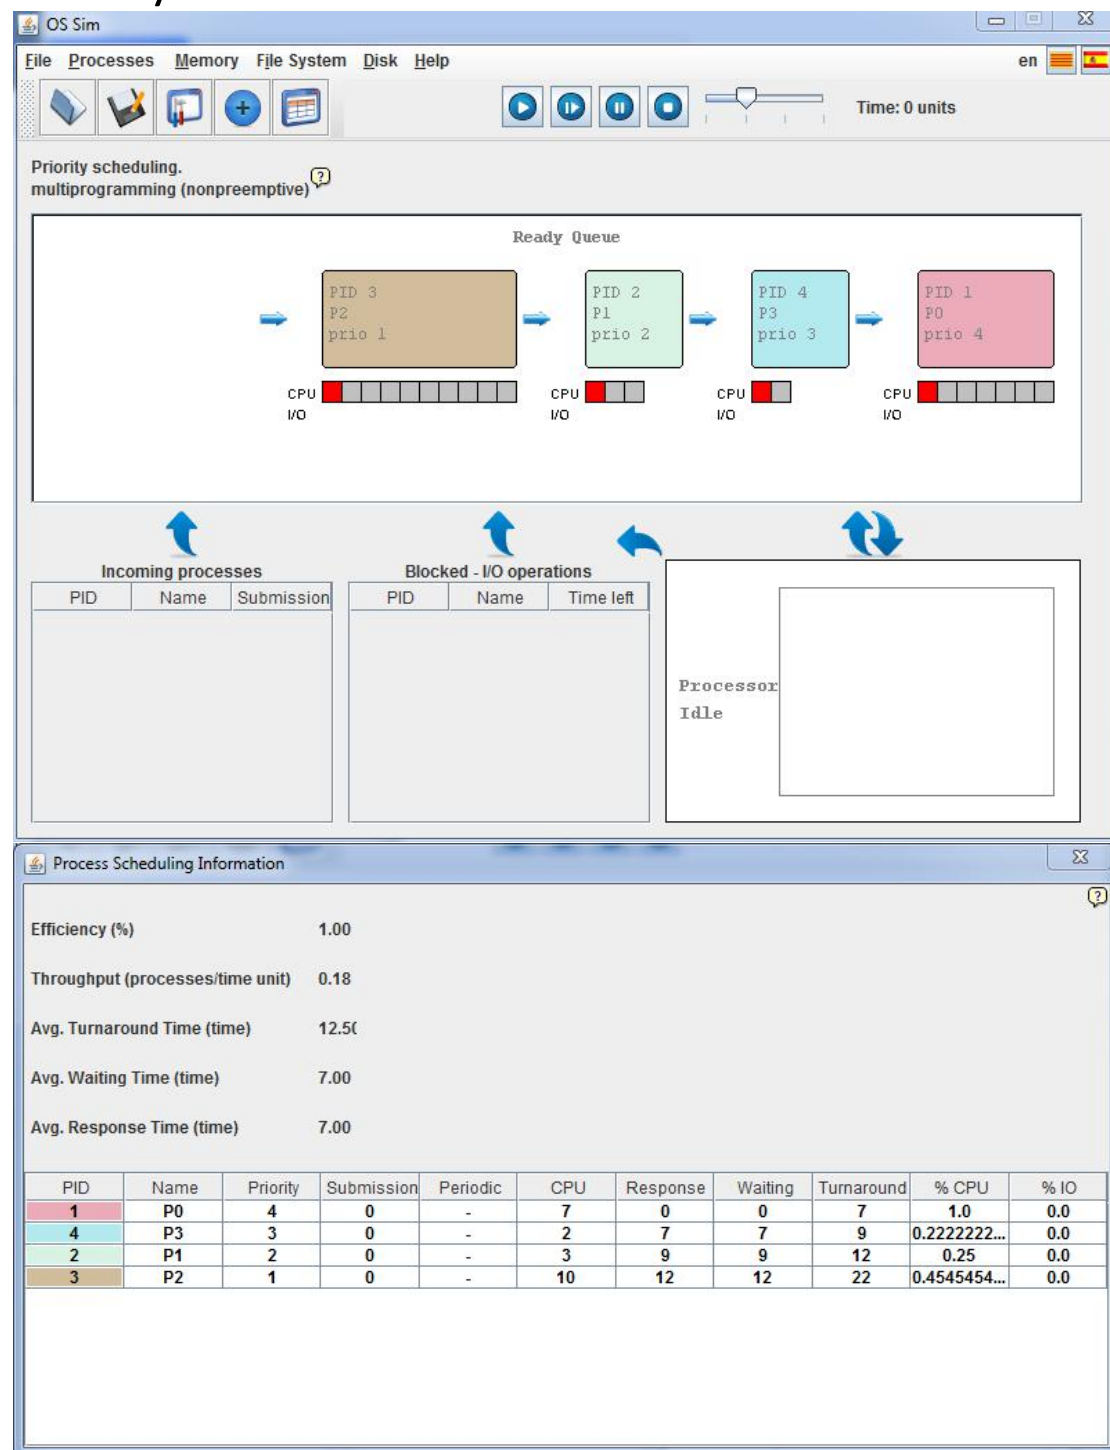 OS Sim
File Processes Memory File System Disk Help en
Time: 0 units
Priority scheduling.
multiprogramming (nonpreemptive)
Ready Queue
PID 3 PID 2 PID 4 PID 1
P2 P1 P3 P0
prio 1 prio 2 prio 3 prio 4
CPU CPU CPU CPU
I/O I/O I/O I/O
Incoming processes Blocked - I/O operations
PID Name Submission PID Name Time left
Processor
Idle
Process Scheduling Information
Efficiency (%) 1.00
Throughput (processes/time unit) 0.18
Avg. Turnaround Time (time) 12.50
Avg. Waiting Time (time) 7.00
Avg. Response Time (time) 7.00
PID Name Priority Submission Periodic CPU Response Waiting Turnaround % CPU % IO
1 P0 4 0 - 7 0 0 7 1.0 0.0
4 P3 3 0 - 2 7 7 9 0.2222222... 0.0
2 P1 2 0 - 3 9 9 12 0.25 0.0
3 P2 1 0 - 10 12 12 22 0.4545454... 0.0